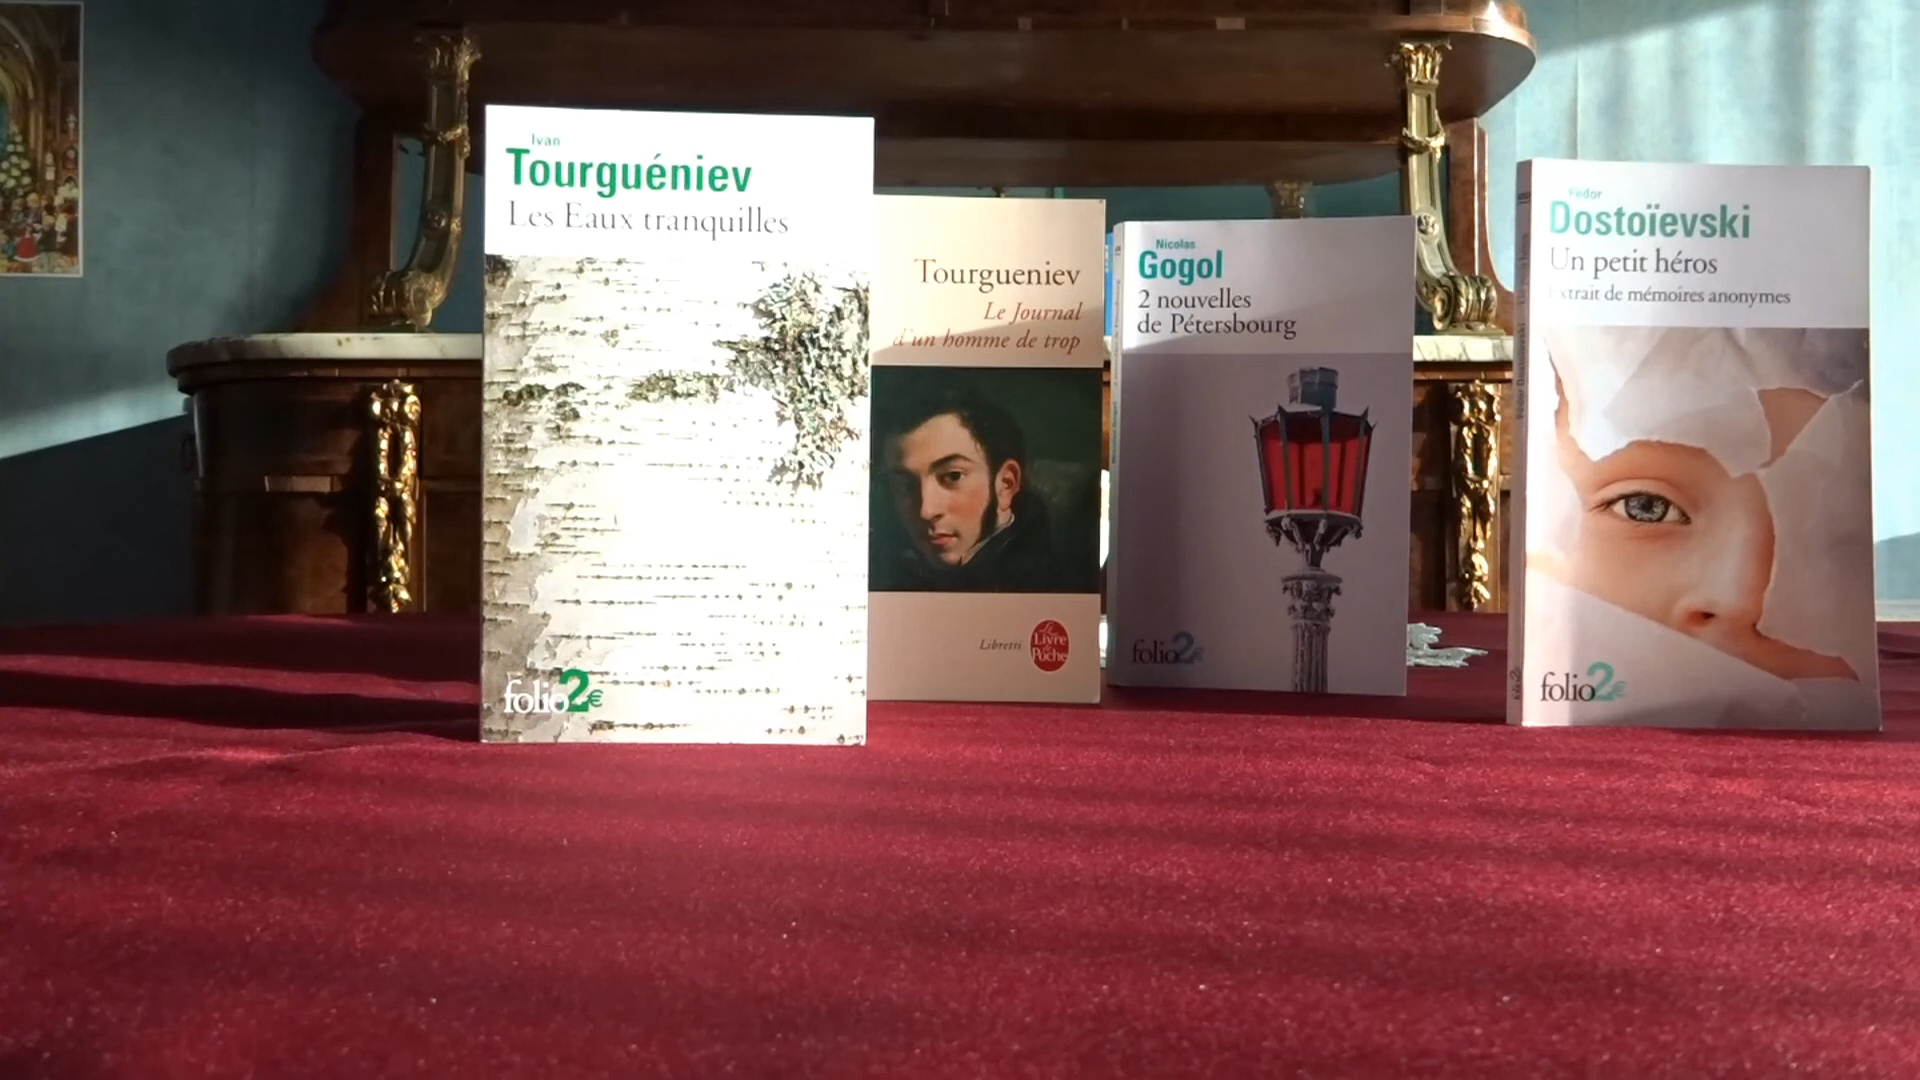 Ivan
Tourguéniev
Les Eaux tranquilles
folio2€
Tourgueniev
Le Journal
d'un homme de trop
Libretti
Le
Livre
de
Poche
Nicolas
Gogol
2 nouvelles
de Pétersbourg
folio2€
Fédor
Dostoïevski
Un petit héros
Extrait de mémoires anonymes
folio2€